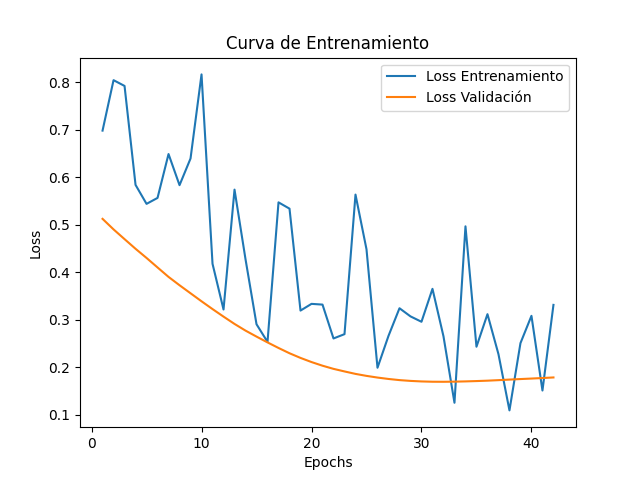 Curva de Entrenamiento
Loss Entrenamiento
Loss Validación
Loss
0.8
0.7
0.6
0.5
0.4
0.3
0.2
0.1
0 10 20 30 40
Epochs